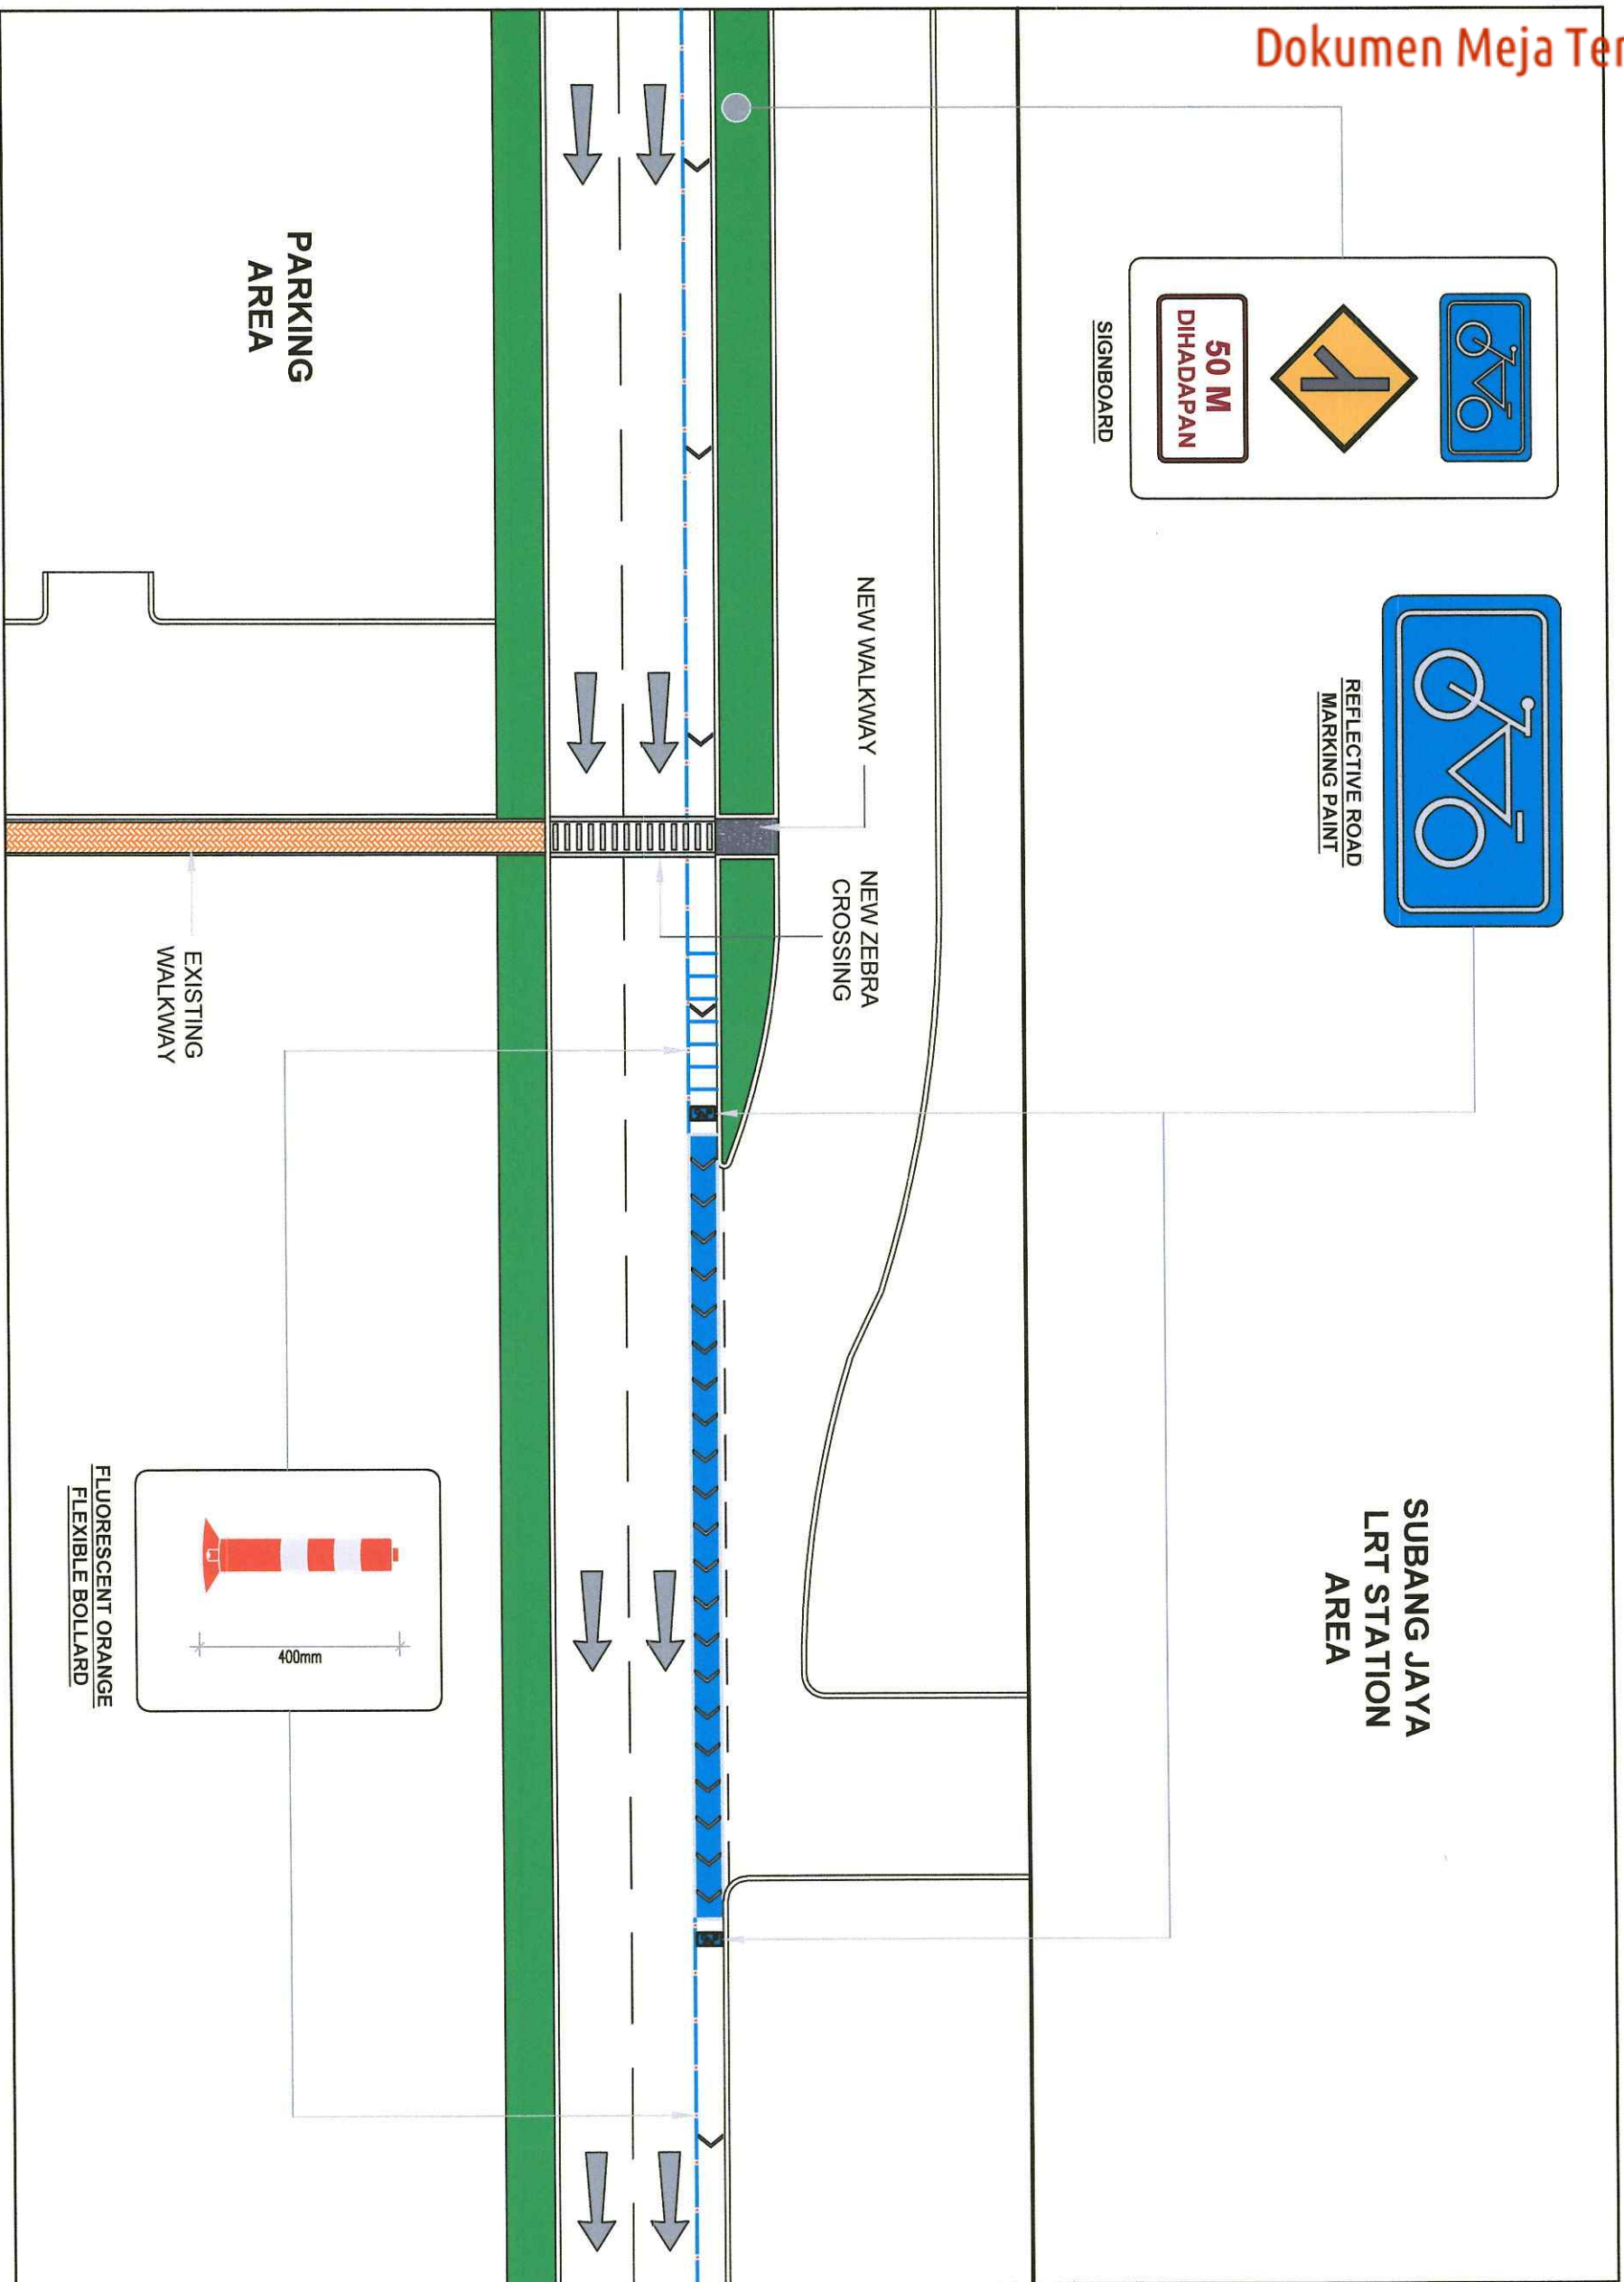 Dokumen Meja
SIGNBOARD
50 M
DIHADAPAN
REFLECTIVE ROAD
MARKING PAINT
SUBANG JAYA
LRT STATION
AREA
NEW WALKWAY
NEW ZEBRA
CROSSING
PARKING
AREA
EXISTING
WALKWAY
400mm
FLUORESCENT ORANGE
FLEXIBLE BOLLARD